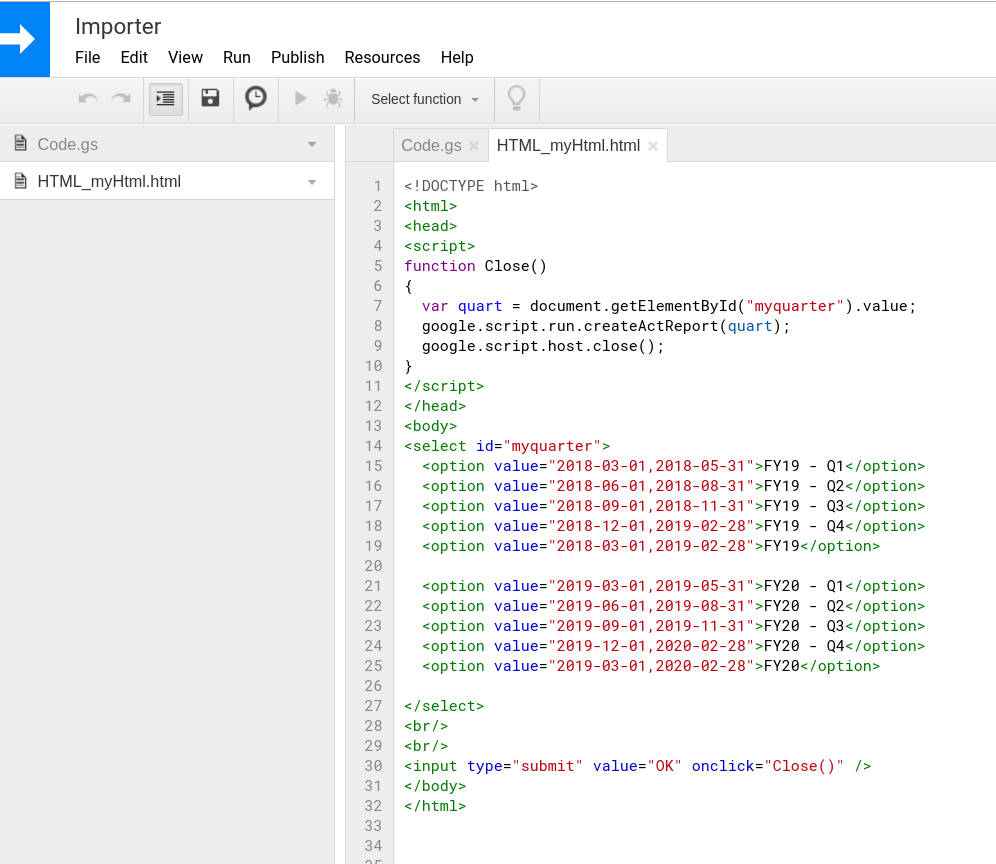 Importer
File Edit View Run Publish Resources Help
Select function
Code.gs
HTML_myHtml.html
Code.gs HTML_myHtml.html
1 <!DOCTYPE html>
2 <html>
3 <head>
4 <script>
5 function Close()
6 {
7   var quart = document.getElementById("myquarter").value;
8   google.script.run.createActReport(quart);
9   google.script.host.close();
10 }
11 </script>
12 </head>
13 <body>
14 <select id="myquarter">
15   <option value="2018-03-01,2018-05-31">FY19 - Q1</option>
16   <option value="2018-06-01,2018-08-31">FY19 - Q2</option>
17   <option value="2018-09-01,2018-11-31">FY19 - Q3</option>
18   <option value="2018-12-01,2019-02-28">FY19 - Q4</option>
19   <option value="2018-03-01,2019-02-28">FY19</option>
20
21   <option value="2019-03-01,2019-05-31">FY20 - Q1</option>
22   <option value="2019-06-01,2019-08-31">FY20 - Q2</option>
23   <option value="2019-09-01,2019-11-31">FY20 - Q3</option>
24   <option value="2019-12-01,2020-02-28">FY20 - Q4</option>
25   <option value="2019-03-01,2020-02-28">FY20</option>
26
27 </select>
28 <br/>
29 <br/>
30 <input type="submit" value="OK" onclick="Close()" />
31 </body>
32 </html>
33
34
35